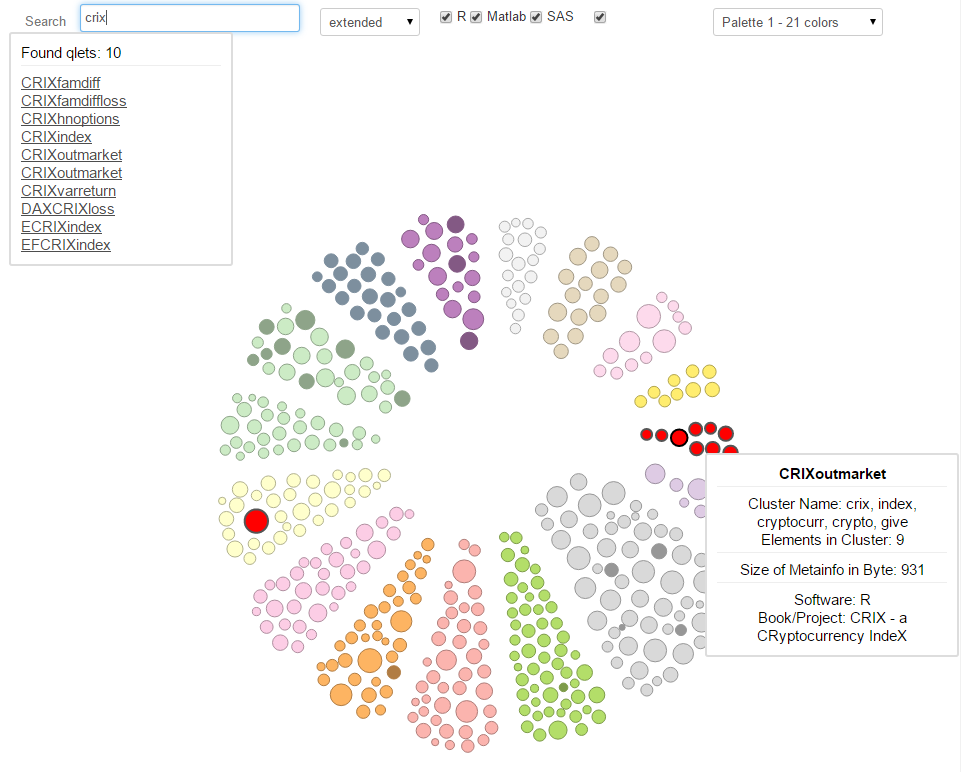 Search crix extended R Matlab SAS Palette 1 - 21 colors
Found qlets: 10
CRIXfamdiff
CRIXfamdiffloss
CRIXhnoptions
CRIXindex
CRIXoutmarket
CRIXoutmarket
CRIXvarreturn
DAXCRIXloss
ECRIXindex
EFCRIXindex
CRIXoutmarket
Cluster Name: crix, index,
cryptocurr, crypto, give
Elements in Cluster: 9
Size of Metainfo in Byte: 931
Software: R
Book/Project: CRIX - a
CRyptocurrency IndeX